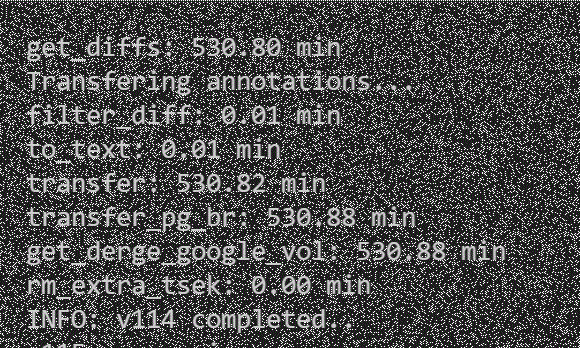 get_diffs: 530.80 min
Transfering annotations...
filter_diff: 0.01 min
to_text: 0.01 min
transfer: 530.82 min
transfer_pg_br: 530.88 min
get_derge_google_vol: 530.88 min
rm_extra_tsek: 0.00 min
INFO: v114 completed..